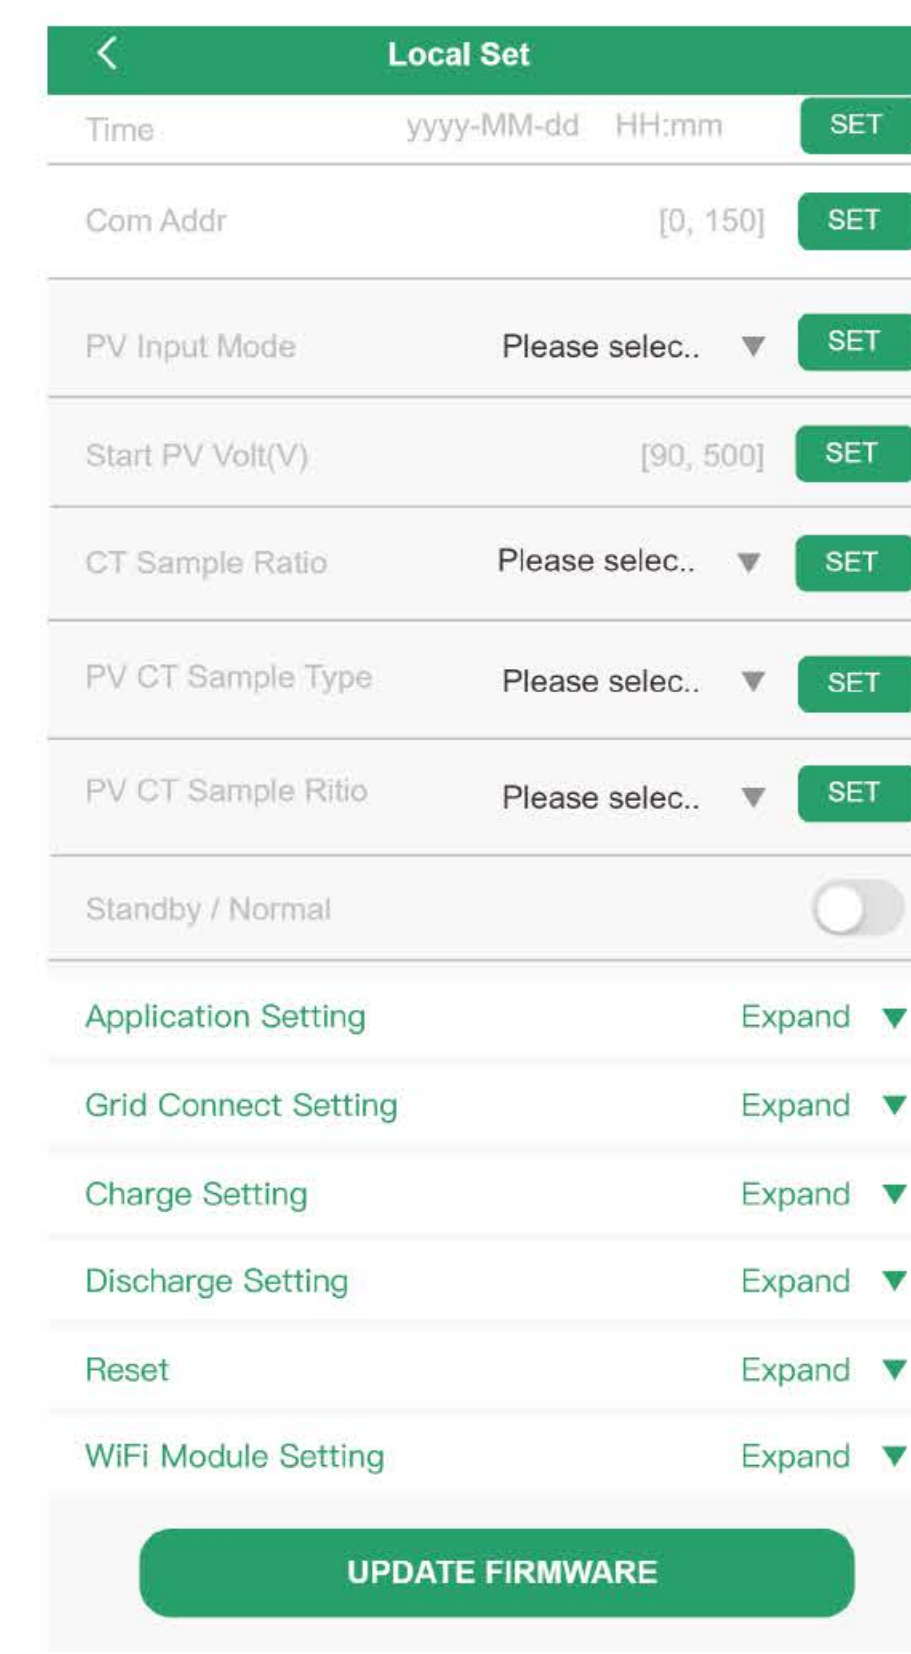 Local Set
Time yyyy-MM-dd HH:mm SET
Com Addr [0, 150] SET
PV Input Mode Please selec.. SET
Start PV Volt(V) [90, 500] SET
CT Sample Ratio Please selec.. SET
PV CT Sample Type Please selec.. SET
PV CT Sample Ritio Please selec.. SET
Standby / Normal
Application Setting Expand
Grid Connect Setting Expand
Charge Setting Expand
Discharge Setting Expand
Reset Expand
WiFi Module Setting Expand
UPDATE FIRMWARE